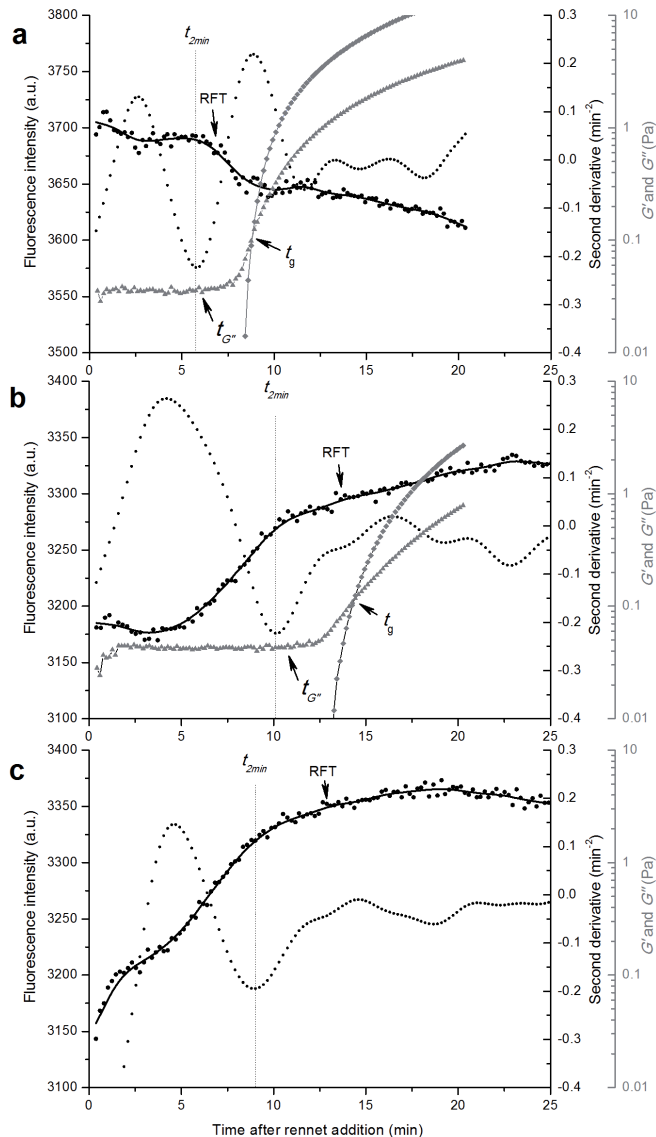 a
Fluorescence intensity (a.u.)
3800
3750
3700
3650
3600
3550
3500
t2min
RFT
tg
tG"
0.3
0.2
0.1
0.0
-0.1
-0.2
-0.3
-0.4
Second derivative (min-2)
10
1
0.1
0.01
G' and G" (Pa)
0 5 10 15 20 25
b
Fluorescence intensity (a.u.)
3400
3350
3300
3250
3200
3150
3100
t2min
RFT
tg
tG"
0.3
0.2
0.1
0.0
-0.1
-0.2
-0.3
-0.4
Second derivative (min-2)
10
1
0.1
0.01
G' and G" (Pa)
0 5 10 15 20 25
c
Fluorescence intensity (a.u.)
3400
3350
3300
3250
3200
3150
3100
t2min
RFT
0.3
0.2
0.1
0.0
-0.1
-0.2
-0.3
-0.4
Second derivative (min-2)
10
1
0.1
0.01
G' and G" (Pa)
0 5 10 15 20 25
Time after rennet addition (min)